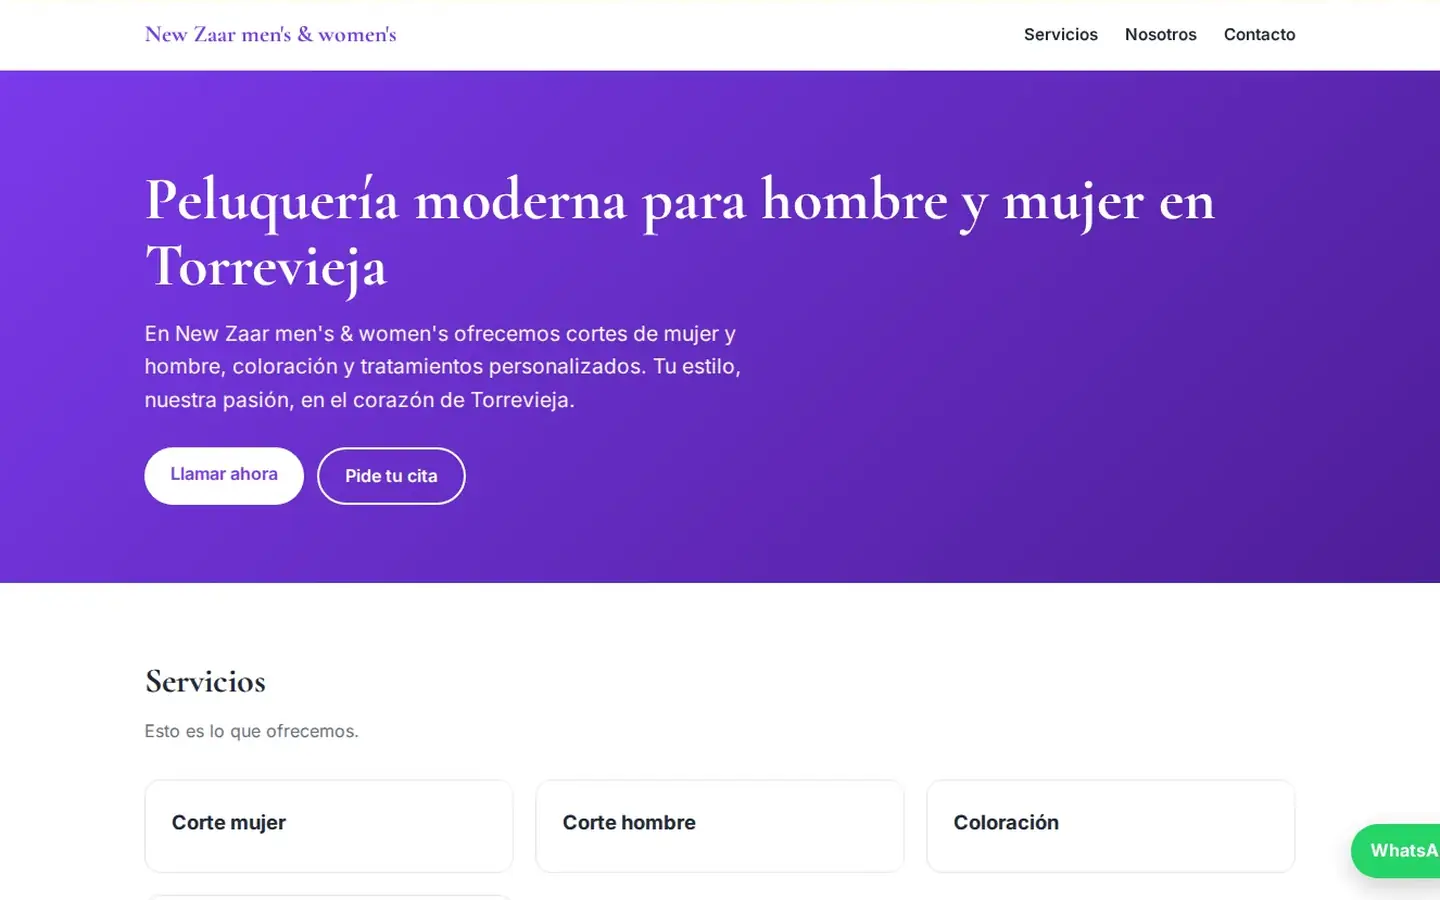 New Zaar men's & women's
Servicios
Nosotros
Contacto
Peluquería moderna para hombre y mujer en
Torrevieja
En New Zaar men's & women's ofrecemos cortes de mujer y
hombre, coloración y tratamientos personalizados. Tu estilo,
nuestra pasión, en el corazón de Torrevieja.
Llamar ahora
Pide tu cita
Servicios
Esto es lo que ofrecemos.
Corte mujer
Corte hombre
Coloración
WhatsA